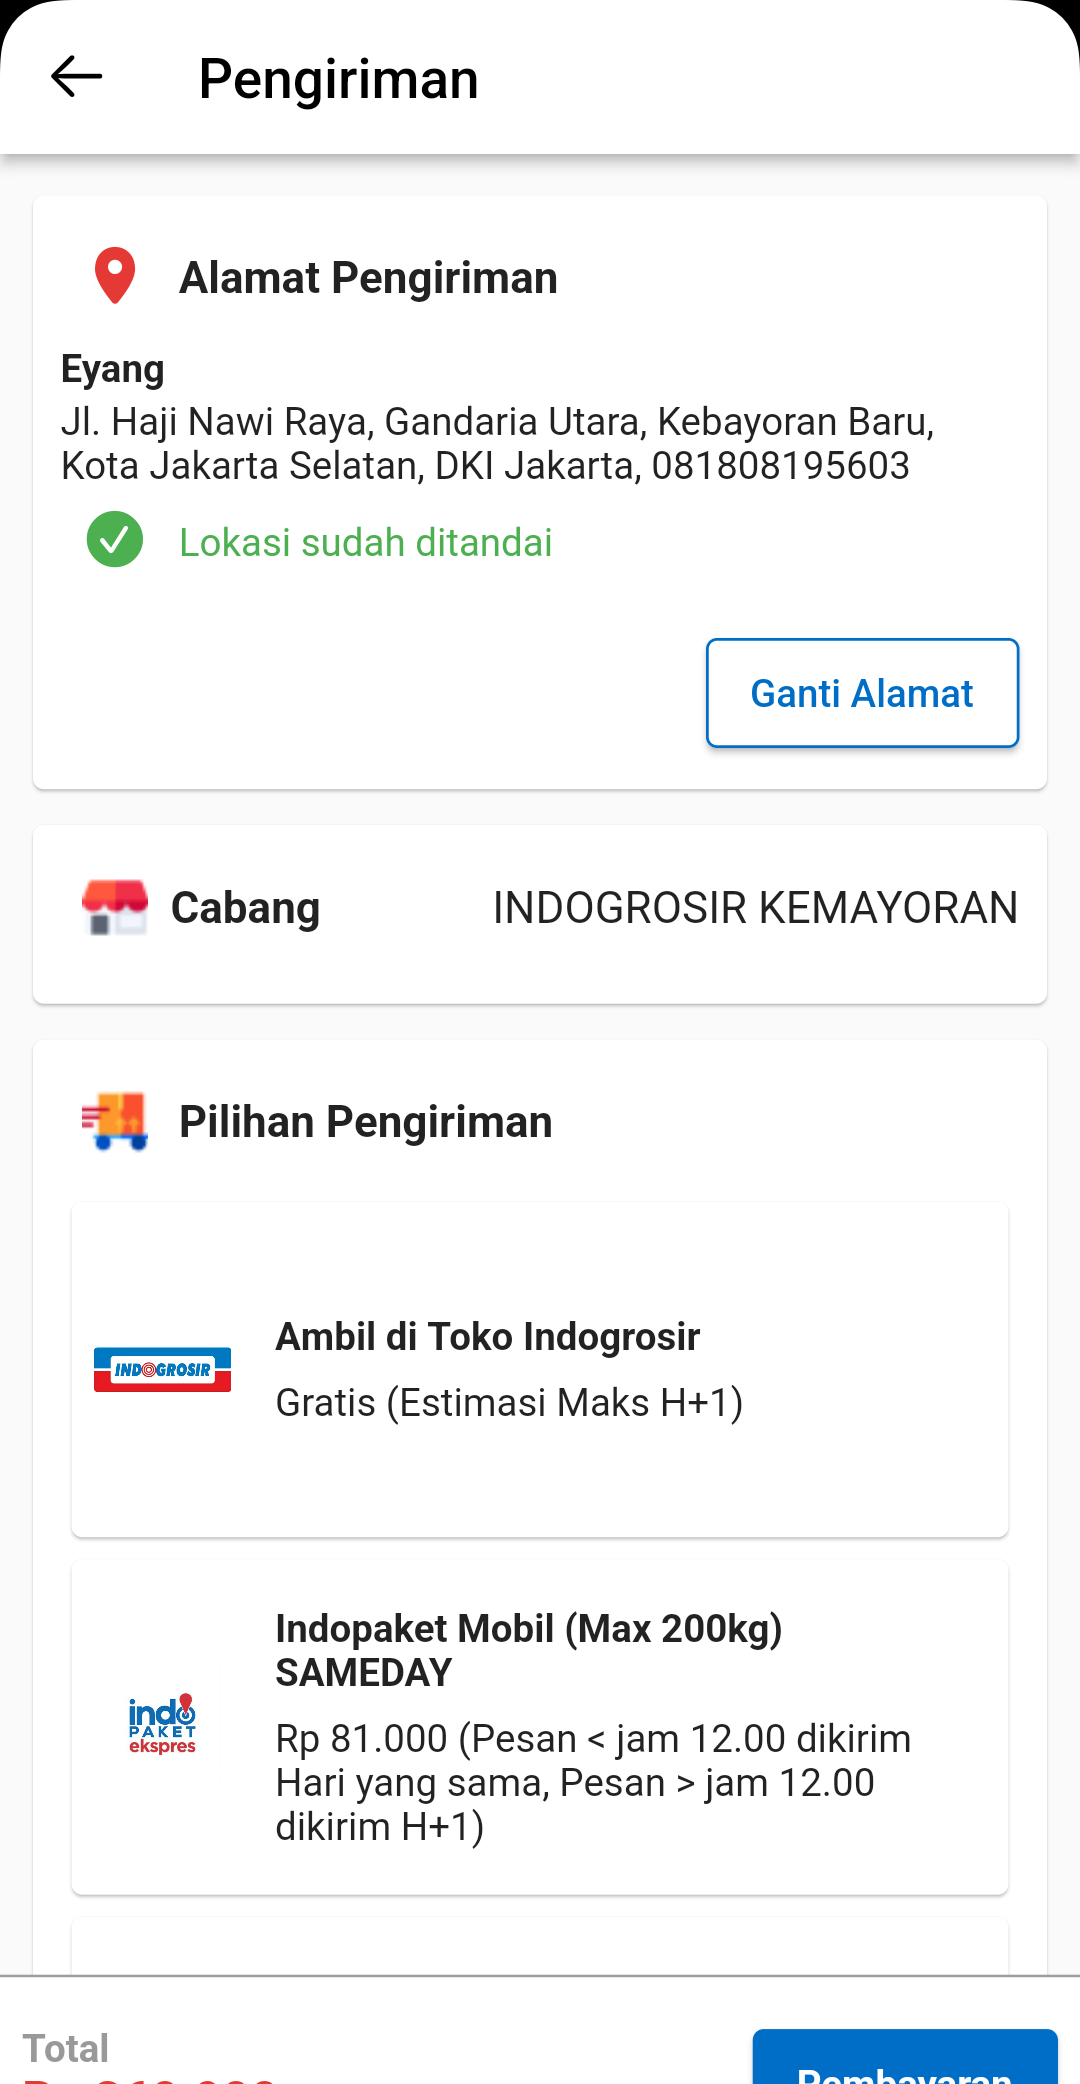 Pengiriman
Alamat Pengiriman
Eyang
Jl. Haji Nawi Raya, Gandaria Utara, Kebayoran Baru,
Kota Jakarta Selatan, DKI Jakarta, 081808195603
Lokasi sudah ditandai
Ganti Alamat
Cabang
INDOGROSIR KEMAYORAN
Pilihan Pengiriman
INDOGROSIR
Ambil di Toko Indogrosir
Gratis (Estimasi Maks H+1)
indo
PAKET
ekspres
Indopaket Mobil (Max 200kg)
SAMEDAY
Rp 81.000 (Pesan < jam 12.00 dikirim
Hari yang sama, Pesan > jam 12.00
dikirim H+1)
Total
Pembayaran